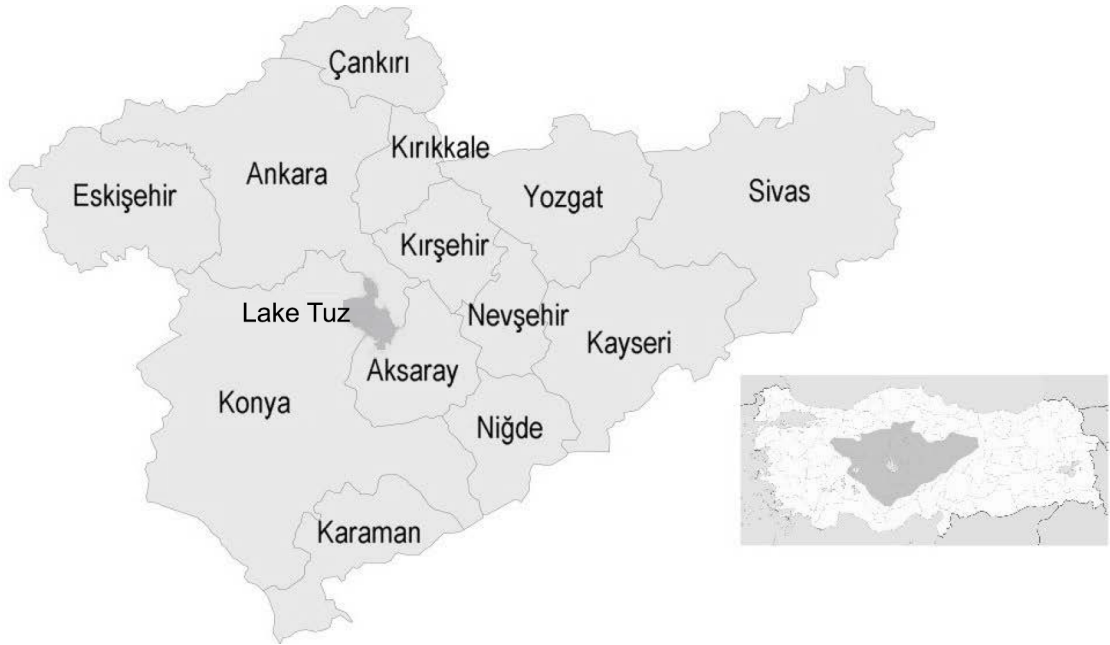 Çankırı
Kırıkkale
Ankara
Eskişehir
Yozgat
Sivas
Kırşehir
Lake Tuz
Nevşehir
Kayseri
Aksaray
Konya
Niğde
Karaman